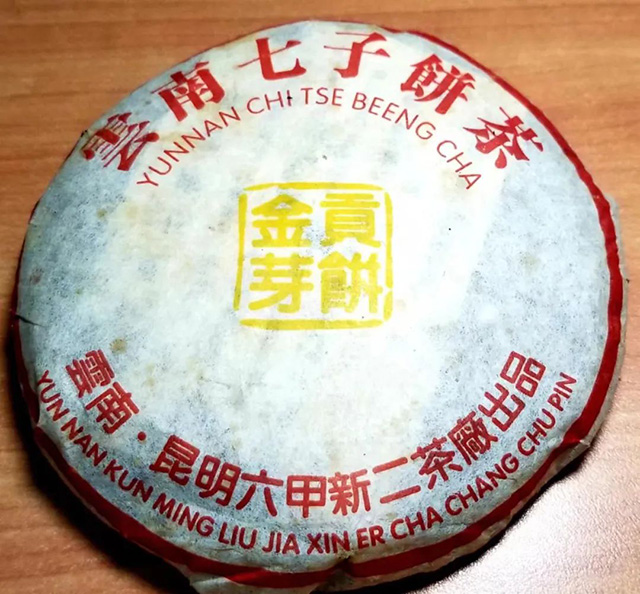 雲南七子餅茶
YUNNAN CHI TSE BEENG CHA
貢餅
金芽
雲南·昆明六甲新二茶廠出品
YUN NAN KUN MING LIU JIA XIN ER CHA CHANG CHU PIN